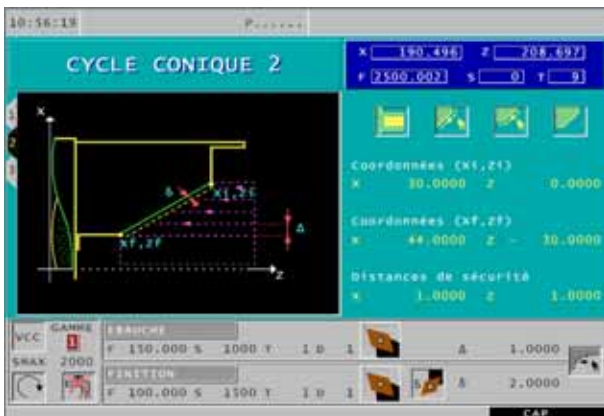 10:56:19 P......
CYCLE CONIQUE 2
X 190.496 Z 208.697
F 2500.002 S 0 T 9
1
2
3
X
δ
Xi,Zi
Δ
Xf,Zf
Z
Coordonnées (Xi,Zi)
X 30.0000 Z 0.0000
Coordonnées (Xf,Zf)
X 44.0000 Z - 30.0000
Distances de sécurité
X 1.0000 Z 1.0000
VCC GAMME
1
SMAX 2000
EBAUCHE
F 150.000 S 1000 T 1 D 1 Δ 1.0000
FINITION
F 100.000 S 1500 T 1 D 1 S δ 2.0000
CAP